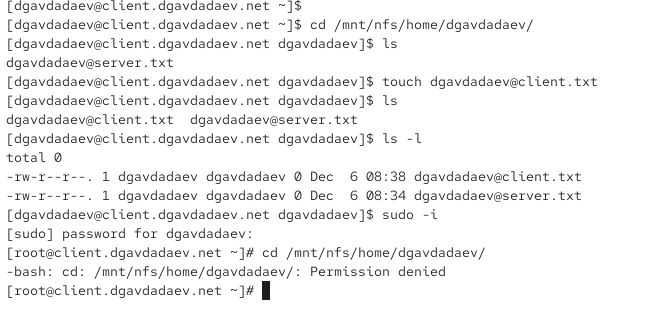 [dgavdadaev@client.dgavdadaev.net ~]$
[dgavdadaev@client.dgavdadaev.net ~]$ cd /mnt/nfs/home/dgavdadaev/
[dgavdadaev@client.dgavdadaev.net dgavdadaev]$ ls
dgavdadaev@server.txt
[dgavdadaev@client.dgavdadaev.net dgavdadaev]$ touch dgavdadaev@client.txt
[dgavdadaev@client.dgavdadaev.net dgavdadaev]$ ls
dgavdadaev@client.txt  dgavdadaev@server.txt
[dgavdadaev@client.dgavdadaev.net dgavdadaev]$ ls -l
total 0
-rw-r--r--. 1 dgavdadaev dgavdadaev 0 Dec  6 08:38 dgavdadaev@client.txt
-rw-r--r--. 1 dgavdadaev dgavdadaev 0 Dec  6 08:34 dgavdadaev@server.txt
[dgavdadaev@client.dgavdadaev.net dgavdadaev]$ sudo -i
[sudo] password for dgavdadaev:
[root@client.dgavdadaev.net ~]# cd /mnt/nfs/home/dgavdadaev/
-bash: cd: /mnt/nfs/home/dgavdadaev/: Permission denied
[root@client.dgavdadaev.net ~]#